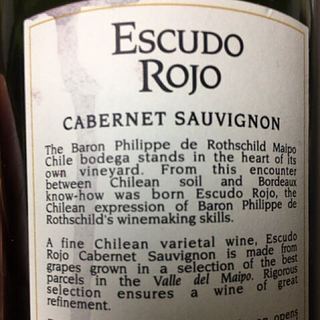 ESCUDO
ROJO
CABERNET SAUVIGNON
The Baron Philippe de Rothschild Maipo
Chile bodega stands in the heart of its
own vineyard. From this encounter
between Chilean soil and Bordeaux
know-how was born Escudo Rojo, the
Chilean expression of Baron Philippe de
Rothschild's winemaking skills.
A fine Chilean varietal wine, Escudo
Rojo Cabernet Sauvignon is made from
grapes grown in a selection of the best
parcels in the Valle del Maipo. Rigorous
selection ensures a wine of great
refinement.
opens